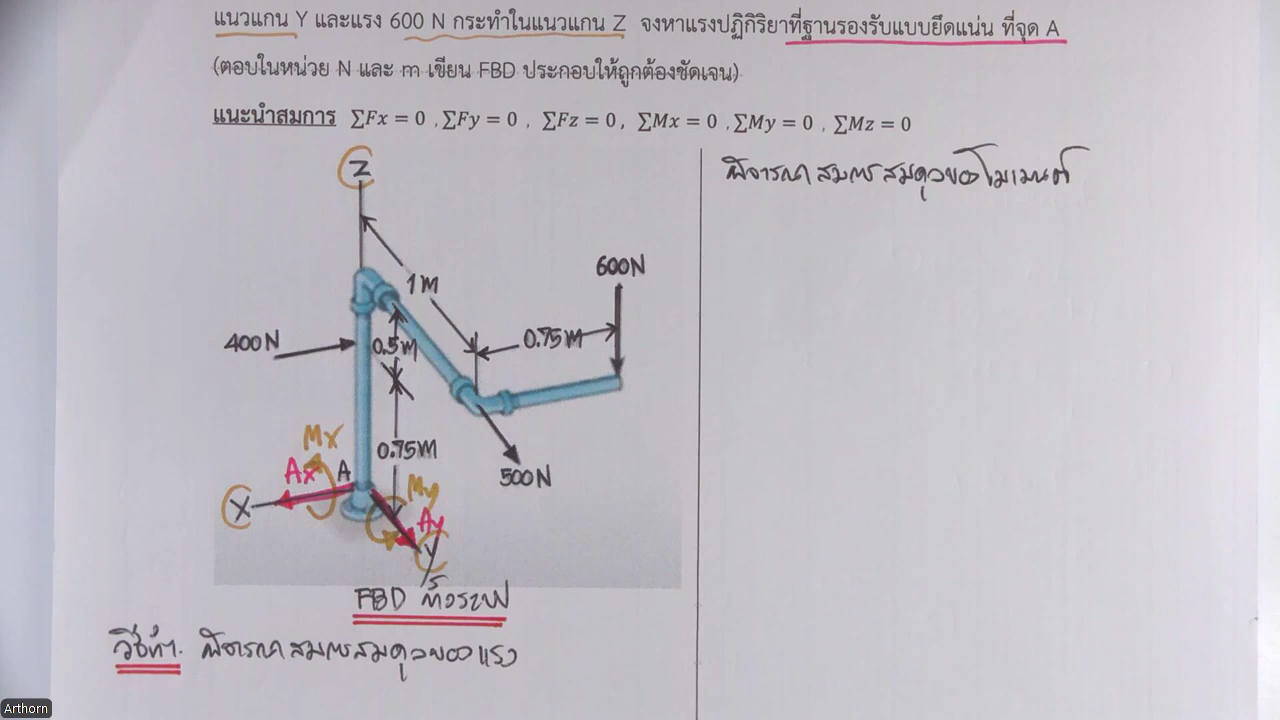 แนวแกน Y และแรง 600 N กระทำในแนวแกน Z จงหาแรงปฏิกิริยาที่ฐานรองรับแบบยึดแน่น ที่จุด A
(ตอบในหน่วย N และ m เขียน FBD ประกอบให้ถูกต้องชัดเจน)
แนะนำสมการ ∑Fx = 0 , ∑Fy = 0 , ∑Fz = 0, ∑Mx = 0 , ∑My = 0 , ∑Mz = 0
พิจารณาสมการสมดุลของโมเมนต์
Z
1m
600N
0.75m
400N
0.5m
0.75m
500N
Mx
Ax
A
My
Ay
X
Y
FBD ทั้งระบบ
วิธีทำ. พิจารณาสมการสมดุลของแรง
Arthorn